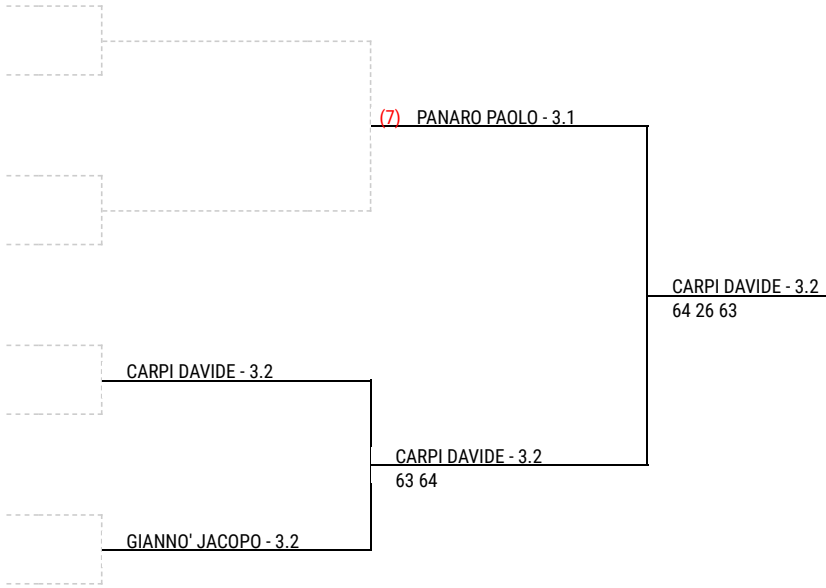 (7) PANARO PAOLO - 3.1
CARPI DAVIDE - 3.2
64 26 63
CARPI DAVIDE - 3.2
CARPI DAVIDE - 3.2
63 64
GIANNO' JACOPO - 3.2